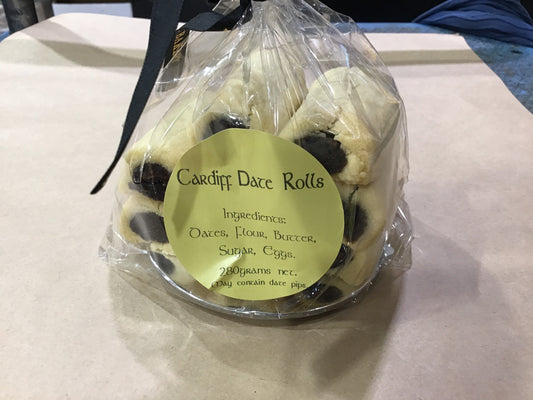 Cardiff Date Rolls
Ingredients:
Dates, Flour, Butter,
Sugar, Eggs.
280grams net.
May contain date pips